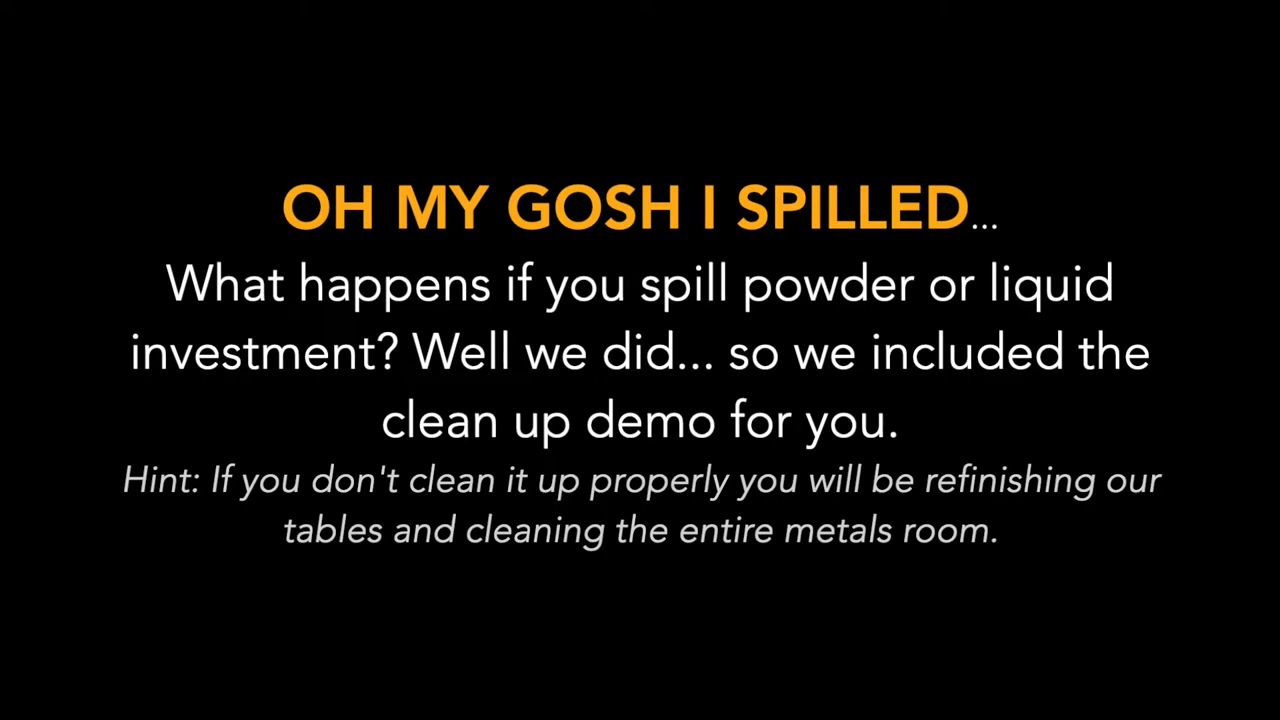 OH MY GOSH I SPILLED...
What happens if you spill powder or liquid
investment? Well we did... so we included the
clean up demo for you.
Hint: If you don't clean it up properly you will be refinishing our
tables and cleaning the entire metals room.